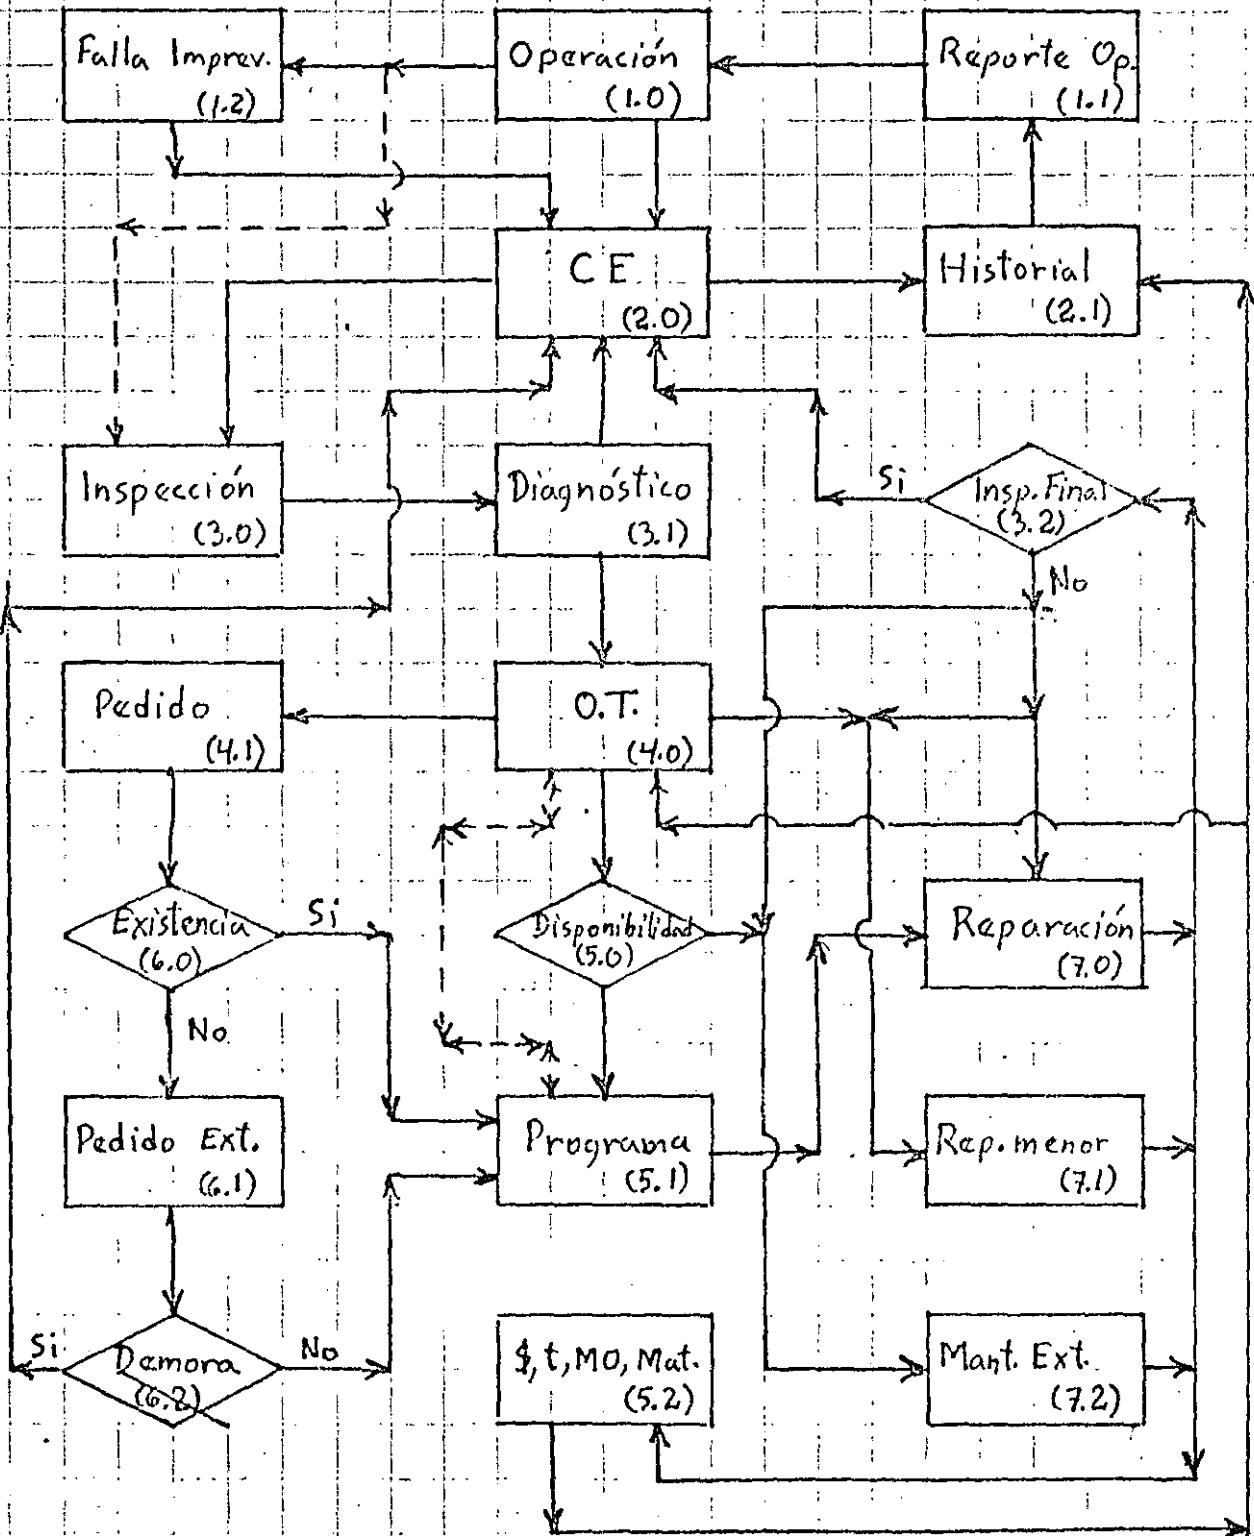 Falla Imprev.
(1.2)
Operación
(1.0)
Reporte Op.
(1.1)
C E
(2.0)
Historial
(2.1)
Inspección
(3.0)
Diagnóstico
(3.1)
Si
Insp. Final
(3.2)
No
Pedido
(4.1)
O.T.
(4.0)
Existencia
(6.0)
Si
Disponibilidad
(5.0)
Reparación
(7.0)
No
Pedido Ext.
(6.1)
Programa
(5.1)
Rep. menor
(7.1)
Si
Demora
(6.2)
No
$, t, MO, Mat.
(5.2)
Mant. Ext.
(7.2)